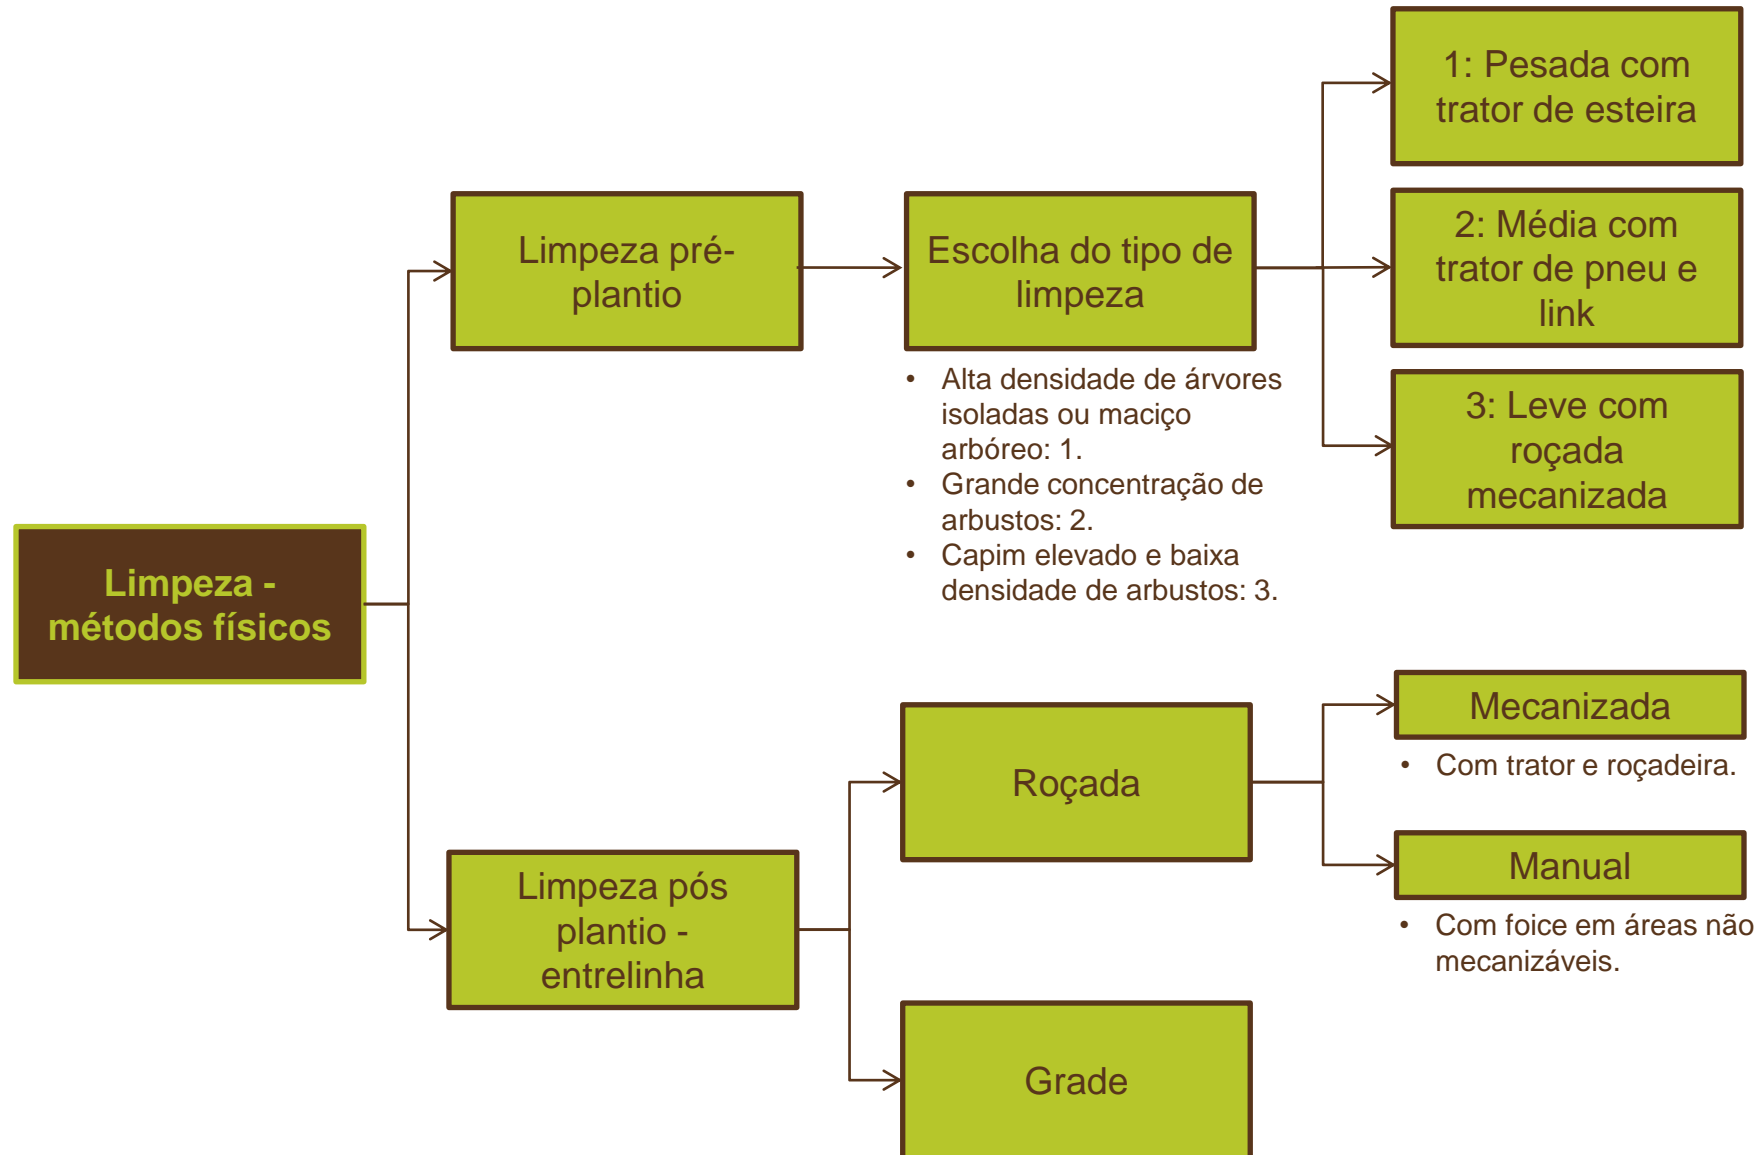 Limpeza -
métodos físicos
Limpeza pré-
plantio
Escolha do tipo de
limpeza
• Alta densidade de árvores
isoladas ou maciço
arbóreo: 1.
• Grande concentração de
arbustos: 2.
• Capim elevado e baixa
densidade de arbustos: 3.
1: Pesada com
trator de esteira
2: Média com
trator de pneu e
link
3: Leve com
roçada
mecanizada
Limpeza pós
plantio -
entrelinha
Roçada
Mecanizada
• Com trator e roçadeira.
Manual
• Com foice em áreas não
mecanizáveis.
Grade